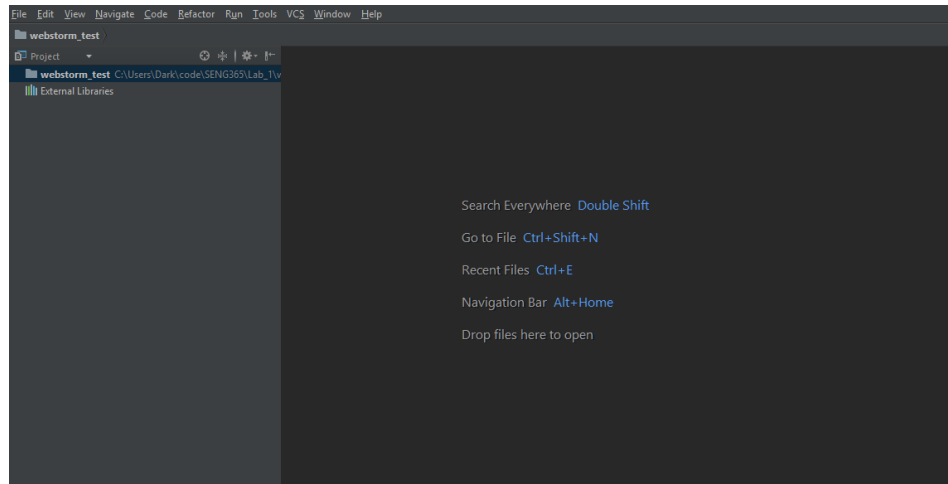 File Edit View Navigate Code Refactor Run Tools VCS Window Help
webstorm_test
Project
webstorm_test C:\Users\Dark\code\SENG365\Lab_1\
External Libraries
Search Everywhere Double Shift
Go to File Ctrl+Shift+N
Recent Files Ctrl+E
Navigation Bar Alt+Home
Drop files here to open